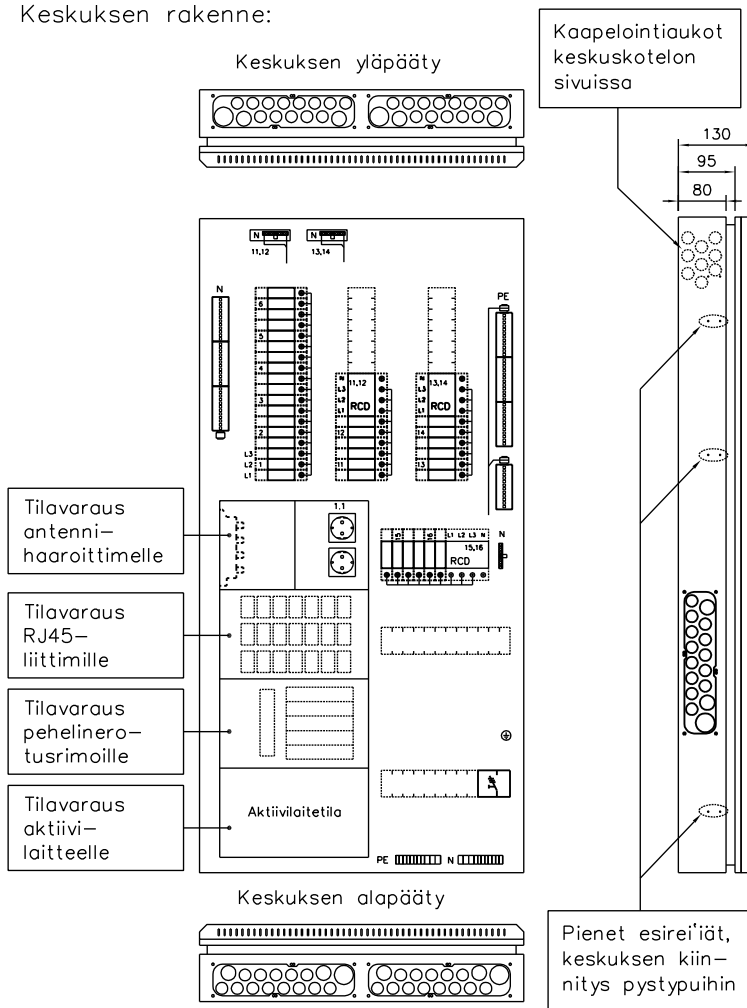 Keskuksen rakenne:
Kaapelointiaukot
keskuskotelon
sivuissa
Keskuksen yläpääty
130
95
80
N
11,12
N
13,14
N
6
5
4
3
2
L3
L2
1
L1
N
11,12
L3
L2
RCD
L1
12
11
N
13,14
L3
L2
RCD
L1
14
13
PE
Tilavaraus
antenni–
haaroittimelle
1,1
15
16
L1 L2 L3 N
15,16
RCD
N
Tilavaraus
RJ45–
liittimille
Tilavaraus
pehelinero–
tusrimoille
Tilavaraus
aktiivi–
laitteelle
Aktiivilaitetila
PE
N
Keskuksen alapääty
Pienet esirei'iät,
keskuksen kiin–
nitys pystypuihin